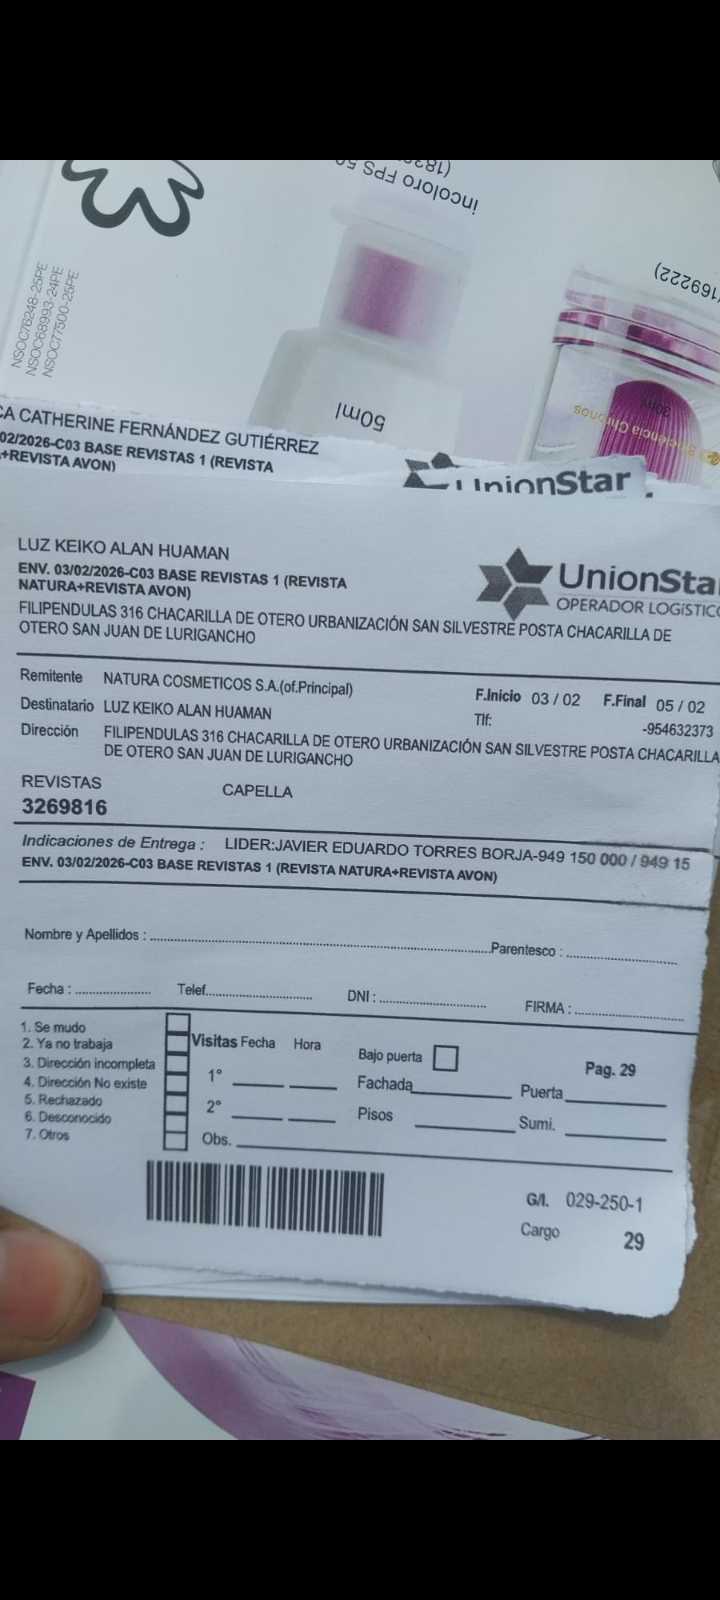 incoloro FPS 50
(169222)
NSOC76248-25PE
NSOC68993-24PE
NSOC77500-25PE
50ml
CATHERINE FERNÁNDEZ GUTIÉRREZ
02/2026-C03 BASE REVISTAS 1 (REVISTA
+REVISTA AVON)
UnionStar
LUZ KEIKO ALAN HUAMAN
ENV. 03/02/2026-C03 BASE REVISTAS 1 (REVISTA
NATURA+REVISTA AVON)
UnionStar
OPERADOR LOGíSTICO
FILIPENDULAS 316 CHACARILLA DE OTERO URBANIZACIÓN SAN SILVESTRE POSTA CHACARILLA DE
OTERO SAN JUAN DE LURIGANCHO
Remitente NATURA COSMETICOS S.A.(of.Principal) F.Inicio 03 / 02 F.Final 05 / 02
Destinatario LUZ KEIKO ALAN HUAMAN Tlf: -954632373
Dirección FILIPENDULAS 316 CHACARILLA DE OTERO URBANIZACIÓN SAN SILVESTRE POSTA CHACARILLA
DE OTERO SAN JUAN DE LURIGANCHO
REVISTAS CAPELLA
3269816
Indicaciones de Entrega : LIDER:JAVIER EDUARDO TORRES BORJA-949 150 000 / 949 15
ENV. 03/02/2026-C03 BASE REVISTAS 1 (REVISTA NATURA+REVISTA AVON)
Nombre y Apellidos : Parentesco :
Fecha : Telef. DNI : FIRMA :
1. Se mudo
2. Ya no trabaja
3. Dirección incompleta
4. Dirección No existe
5. Rechazado
6. Desconocido
7. Otros
Visitas Fecha Hora
1°
2°
Obs.
Bajo puerta
Fachada
Pisos
Pag. 29
Puerta
Sumi.
G/I. 029-250-1
Cargo 29